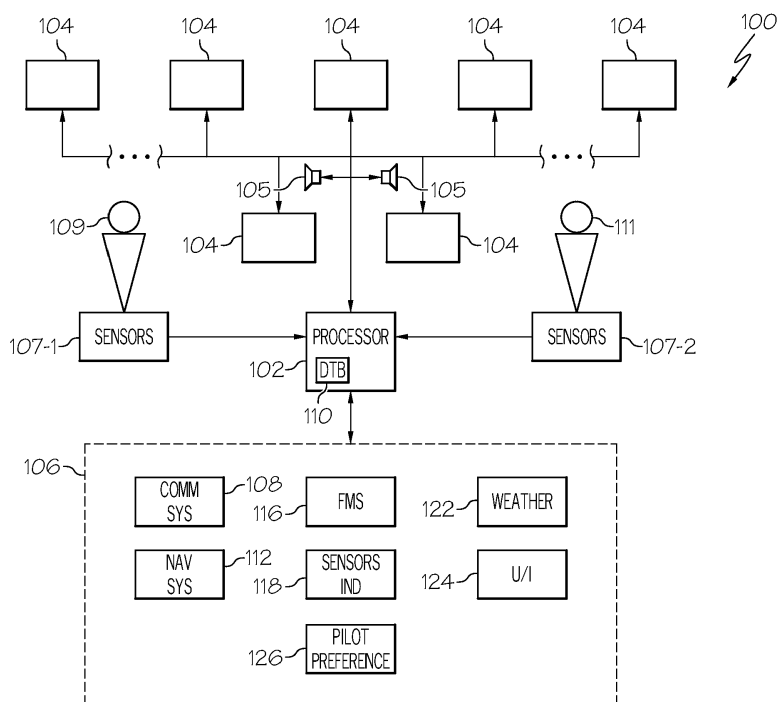 100
104 104 104 104 104
105 105
109 104 104 111
SENSORS PROCESSOR SENSORS
107-1 102 107-2
DTB
110
106
COMM
SYS
108
116
FMS
122
WEATHER
NAV
SYS
112
118
SENSORS
IND
124
U/I
126
PILOT
PREFERENCE